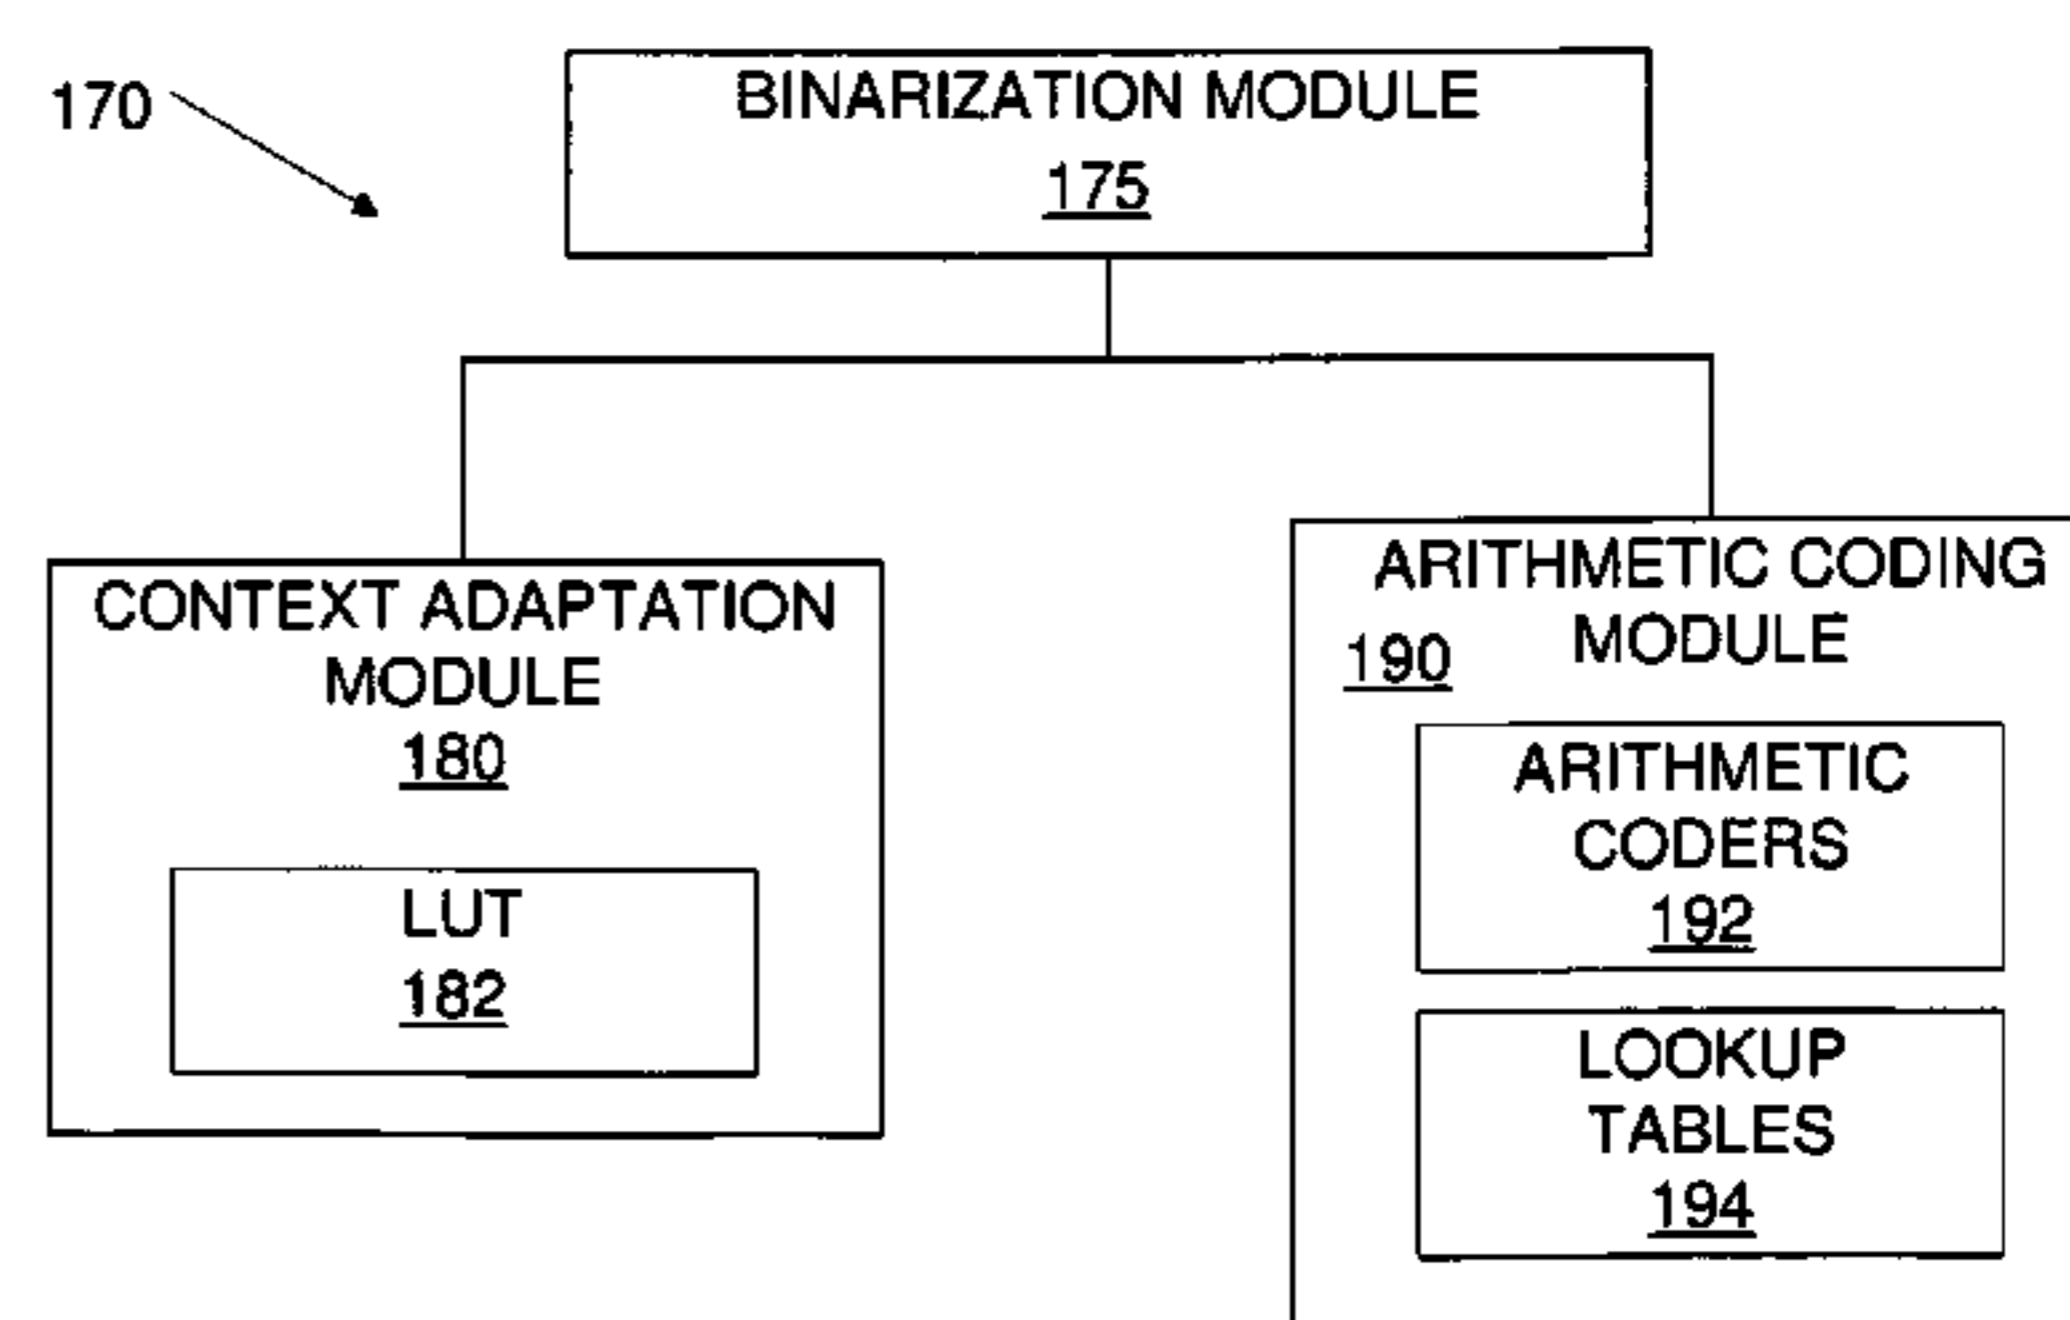 170
BINARIZATION MODULE
175
CONTEXT ADAPTATION
MODULE
180
LUT
182
ARITHMETIC CODING
MODULE
190
ARITHMETIC
CODERS
192
LOOKUP
TABLES
194